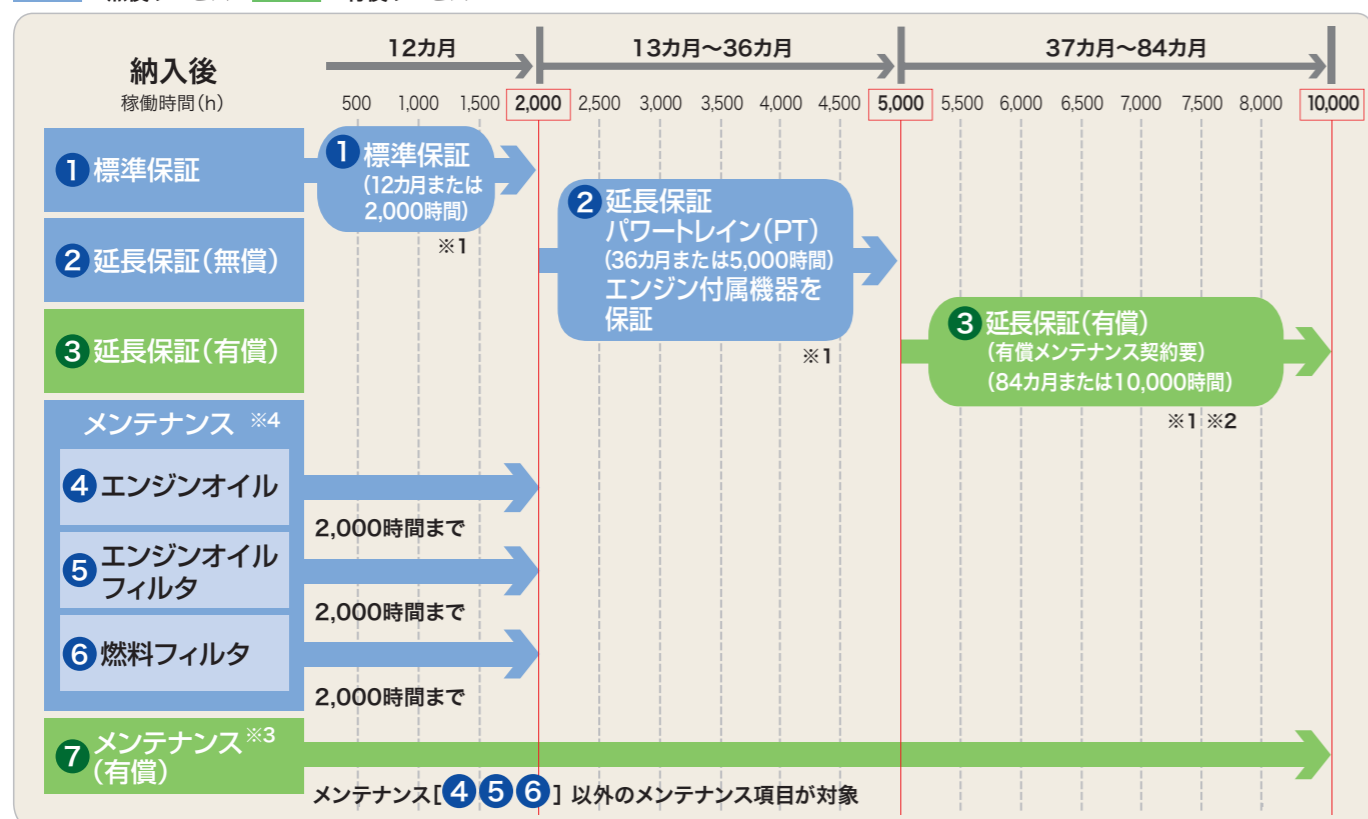 12カ月
13カ月～36カ月
37カ月～84カ月
納入後
稼働時間(h)
500 1,000 1,500 2,000 2,500 3,000 3,500 4,000 4,500 5,000 5,500 6,000 6,500 7,000 7,500 8,000 10,000
1 標準保証
1 標準保証
(12カ月または
2,000時間)
※1
2 延長保証(無償)
2 延長保証
パワートレイン(PT)
(36カ月または5,000時間)
エンジン付属機器を
保証
※1
3 延長保証(有償)
3 延長保証(有償)
(有償メンテナンス契約要)
(84カ月または10,000時間)
※1 ※2
メンテナンス ※4
4 エンジンオイル
2,000時間まで
5 エンジンオイル
フィルタ
2,000時間まで
6 燃料フィルタ
2,000時間まで
7 メンテナンス※3
(有償)
メンテナンス[4 5 6] 以外のメンテナンス項目が対象